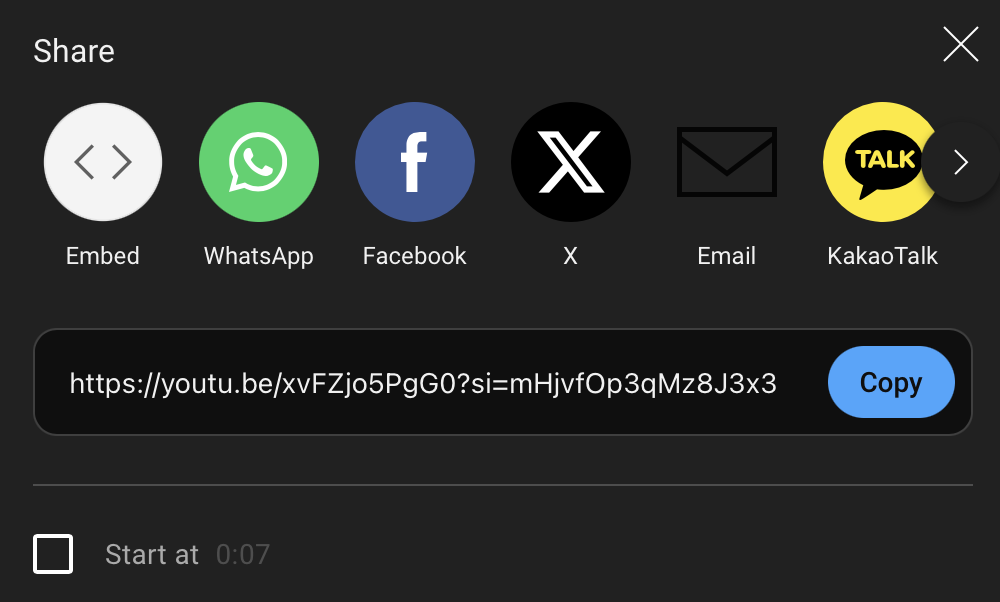 Share
TALK
Embed
WhatsApp
Facebook
X
Email
KakaoTalk
https://youtu.be/xvFZjo5PgG0?si=mHjvfOp3qMz8J3x3
Copy
Start at 0:07